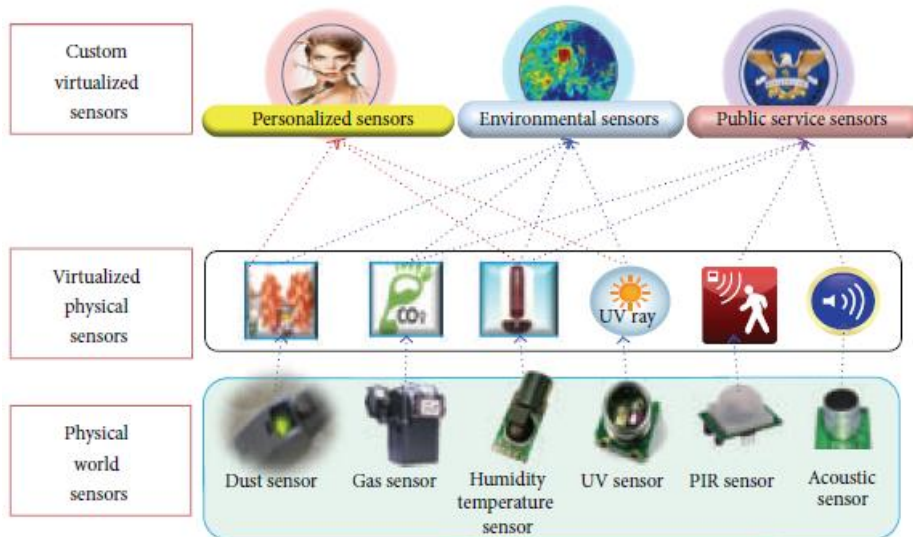 Custom
virtualized
sensors
Personalized sensors
Environmental sensors
Public service sensors
Virtualized
physical
sensors
CO
UV ray
Physical
world
sensors
Dust sensor
Gas sensor
Humidity
temperature
sensor
UV sensor
PIR sensor
Acoustic
sensor